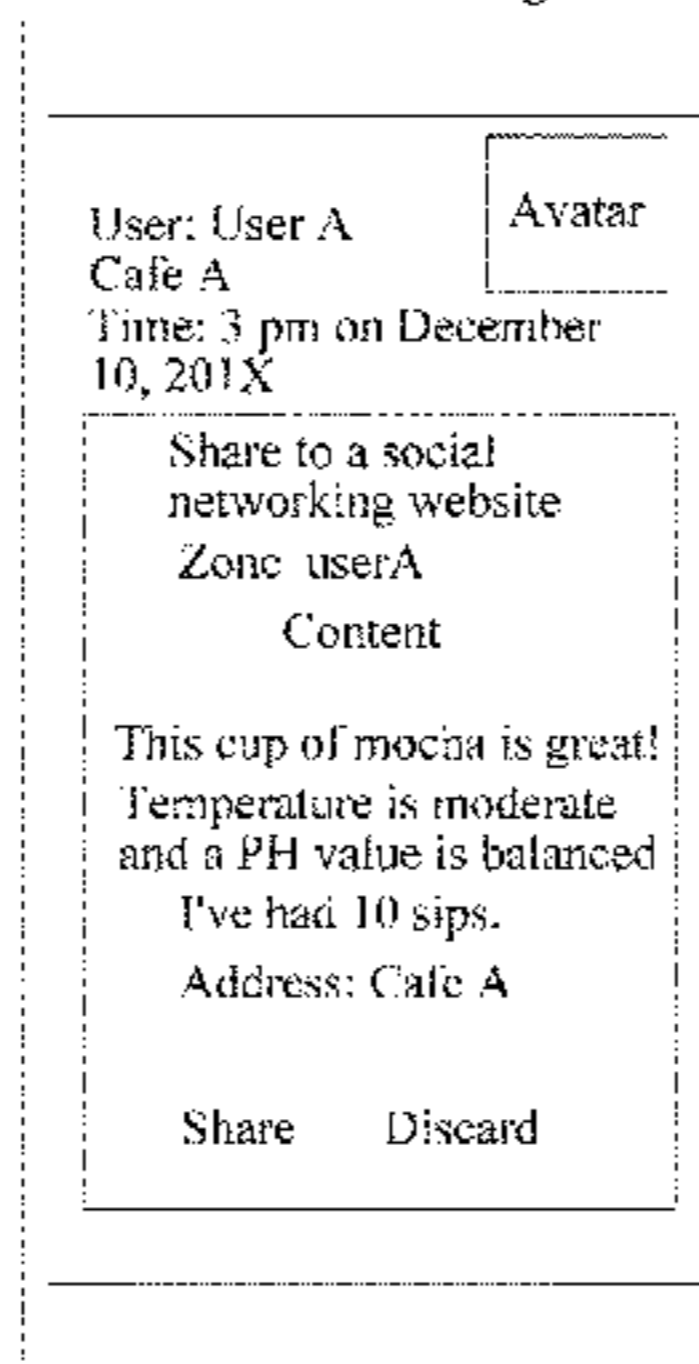 Avatar
User: User A
Cafe A
Time: 3 pm on December
10, 201X
Share to a social
networking website
Zone userA
Content
This cup of mocha is great!
Temperature is moderate
and a PH value is balanced
I've had 10 sips.
Address: Cafe A
Share Discard